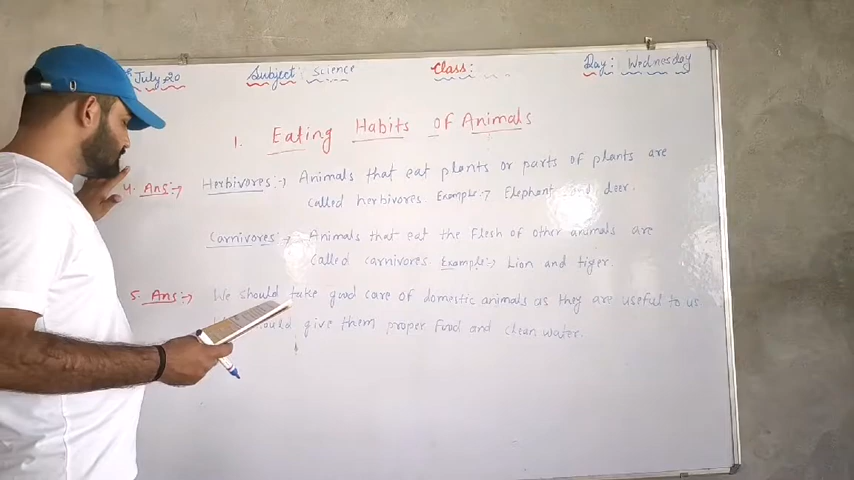 July 20 Subject: Science Class: Day: Wednesday
1. Eating Habits of Animals
4. Ans:→ Herbivores:→ Animals that eat plants or parts of plants are
called herbivores. Example:→ Elephant and deer.
Carnivores:→ Animals that eat the flesh of other animals are
called carnivores. Example:→ Lion and tiger.
5. Ans:→ We should take good care of domestic animals as they are useful to us
give them proper food and clean water.